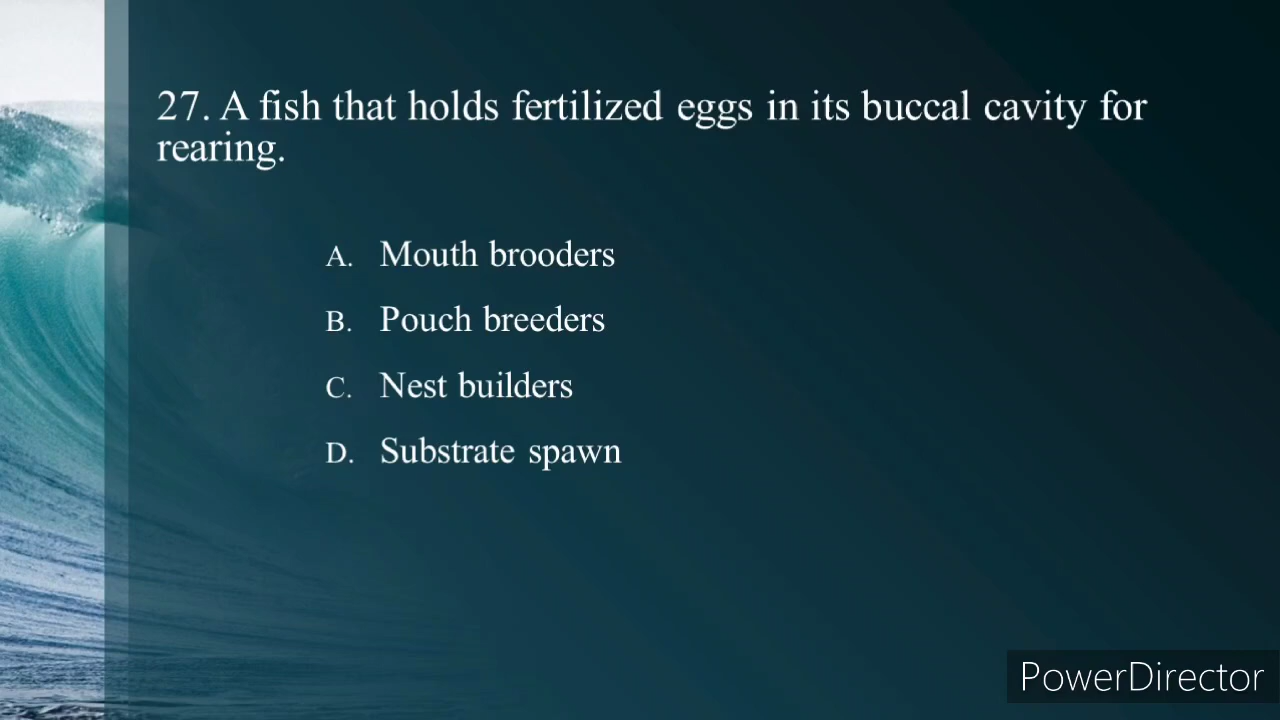 27. A fish that holds fertilized eggs in its buccal cavity for
rearing.
A. Mouth brooders
B. Pouch breeders
C. Nest builders
D. Substrate spawn
PowerDirector